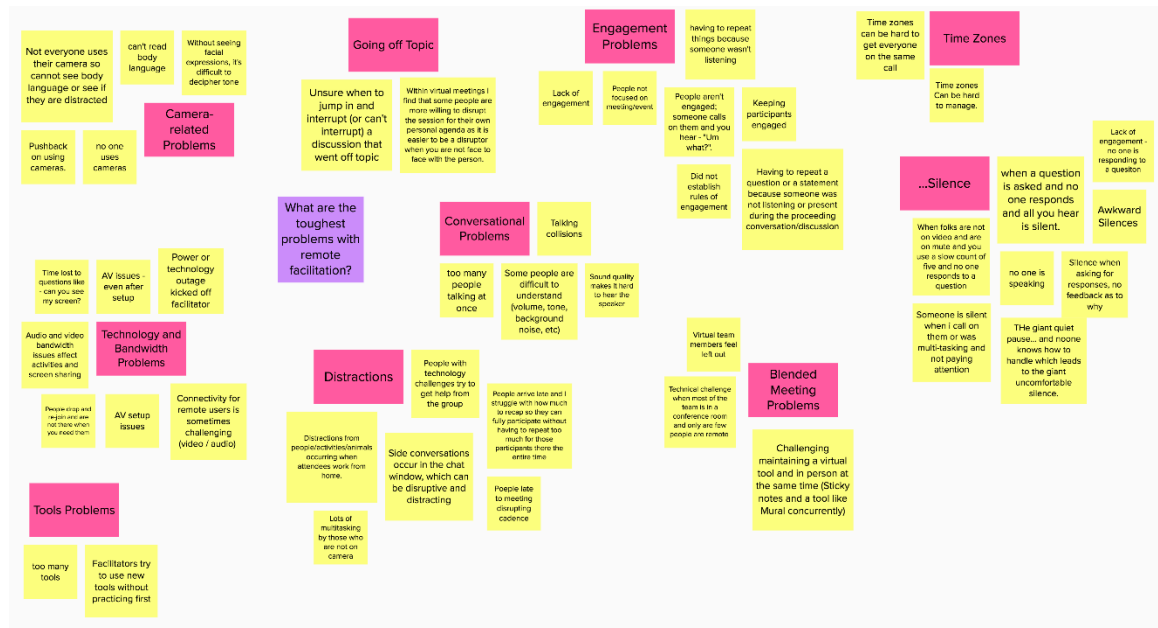 Not everyone uses
their camera so
cannot see body
language or see if
they are distracted
can't read
body
language
Without seeing
facial
expressions, it's
difficult to
decipher tone
Camera-
related
Problems
Pushback
on using
cameras.
no one
uses
cameras
Going off Topic
Unsure when to
jump in and
interrupt (or can't
interrupt) a
discussion that
went off topic
Within virtual meetings I
find that some people are
more willing to disrupt
the session for their own
personal agenda as it is
easier to be a disruptor
when you are not face to
face with the person.
Engagement
Problems
having to repeat
things because
someone wasn't
listening
Lack of
engagement
People not
focused on
meeting/event
People aren't
engaged;
someone calls
on them and you
hear - "Um
what?".
Keeping
participants
engaged
Did not
establish
rules of
engagement
Having to repeat a
question or a statement
because someone was
not listening or present
during the proceeding
conversation/discussion
Time zones
can be hard to
get everyone
on the same
call
Time Zones
Time zones
Can be hard
to manage.
...Silence
when a question
is asked and no
one responds
and all you hear
is silent.
Lack of
engagement -
no one is
responding to
a quesiton
Awkward
Silences
When folks are not
on video and are
on mute and you
use a slow count of
five and no one
responds to a
question
no one is
speaking
Silence when
asking for
responses, no
feedback as to
why
Someone is silent
when i call on
them or was
multi-tasking and
not paying
attention
THe giant quiet
pause... and noone
knows how to
handle which leads
to the giant
uncomfortable
silence.
What are the
toughest
problems with
remote
facilitation?
Conversational
Problems
Talking
collisions
too many
people
talking at
once
Some people are
difficult to
understand
(volume, tone,
background
noise, etc)
Sound quality
makes it hard
to hear the
speaker
Time lost to
questions like
- can you see
my screen?
AV Issues -
even after
setup
Power or
technology
outage
kicked off
facilitator
Audio and video
bandwidth
issues effect
activities and
screen sharing
Technology and
Bandwidth
Problems
People drop and
re-join and are
not there when
you need them
AV setup
issues
Connectivity for
remote users is
sometimes
challenging
(video / audio)
Distractions
People with
technology
challenges try to
get help from
the group
People arrive late and I
struggle with how much
to recap so they can
fully participate without
having to repeat too
much for those
participants there the
entire time
Distractions from
people/activities/animals
occurring when
attendees work from
home.
Side conversations
occur in the chat
window, which can
be disruptive and
distracting
Poeple late
to meeting
disrupting
cadence
Lots of
multitasking
by those who
are not on
camera
Virtual team
members feel
left out
Technical challenge
when most of the
team is in a
conference room
and only are few
people are remote
Blended
Meeting
Problems
Challenging
maintaining a virtual
tool and in person at
the same time (Sticky
notes and a tool like
Mural concurrently)
Tools Problems
too many
tools
Facilitators try
to use new
tools without
practicing first